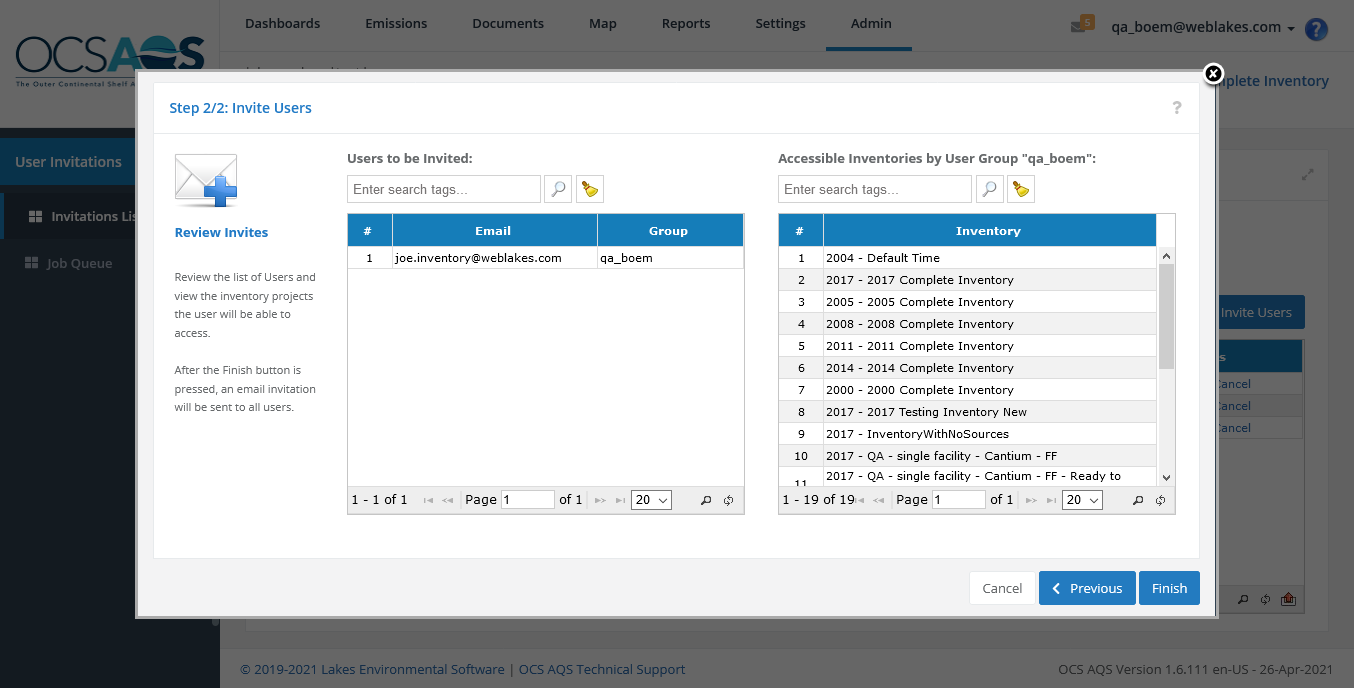 Dashboards Emissions Documents Map Reports Settings Admin
5 qa_boem@weblakes.com ?
OCSAQS
The Outer Continental Shelf A
plete Inventory
Step 2/2: Invite Users ?
User Invitations
Invitations Lis
Job Queue
Review Invites
Review the list of Users and
view the inventory projects
the user will be able to
access.
After the Finish button is
pressed, an email invitation
will be sent to all users.
Users to be Invited:
Enter search tags...
# Email Group
1 joe.inventory@weblakes.com qa_boem
1 - 1 of 1 Page 1 of 1 20
Accessible Inventories by User Group "qa_boem":
Enter search tags...
# Inventory
1 2004 - Default Time
2 2017 - 2017 Complete Inventory
3 2005 - 2005 Complete Inventory
4 2008 - 2008 Complete Inventory
5 2011 - 2011 Complete Inventory
6 2014 - 2014 Complete Inventory
7 2000 - 2000 Complete Inventory
8 2017 - 2017 Testing Inventory New
9 2017 - InventoryWithNoSources
10 2017 - QA - single facility - Cantium - FF
11 2017 - QA - single facility - Cantium - FF - Ready to
1 - 19 of 19 Page 1 of 1 20
Invite Users
s
ancel
ancel
ancel
Cancel Previous Finish
© 2019-2021 Lakes Environmental Software | OCS AQS Technical Support
OCS AQS Version 1.6.111 en-US - 26-Apr-2021